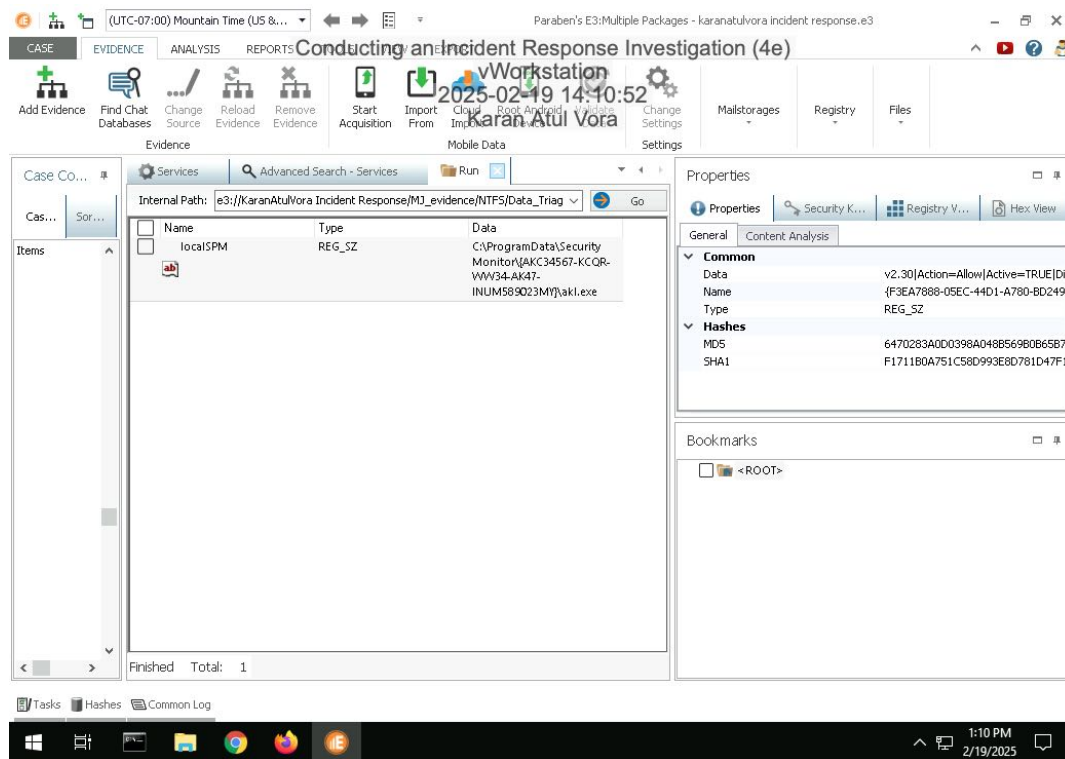 (UTC-07:00) Mountain Time (US &...
Paraben's E3:Multiple Packages - karanatulvora incident response.e3
CASE EVIDENCE ANALYSIS REPORTS
Conducting an Incident Response Investigation (4e)
vWorkstation
2025-02-19 14:10:52
Karan Atul Vora
Add Evidence
Find Chat Databases
Change Source
Reload Evidence
Remove Evidence
Start Acquisition
Import From
Cloud
Root Android
Change Settings
Mailstorages
Registry
Files
Evidence
Mobile Data
Settings
Case Co...
Cas... Sor...
Items
Services
Advanced Search - Services
Run
Internal Path: e3://KaranAtulVora Incident Response/MJ_evidence/NTFS/Data_Triag
Go
Name Type Data
localSPM REG_SZ C:\ProgramData\Security
Monitor\{AKC34567-KCQR-
WW34-AK47-
INUM589023MY}\akl.exe
ab
Finished Total: 1
Properties
Properties Security K... Registry V... Hex View
General Content Analysis
Common
Data v2.30|Action=Allow|Active=TRUE|Di
Name {F3EA7888-05EC-44D1-A780-BD249
Type REG_SZ
Hashes
MD5 6470283A0D0398A048B569B0B65B7
SHA1 F1711B0A751C58D993E8D781D47F1
Bookmarks
<ROOT>
Tasks Hashes Common Log
1:10 PM
2/19/2025